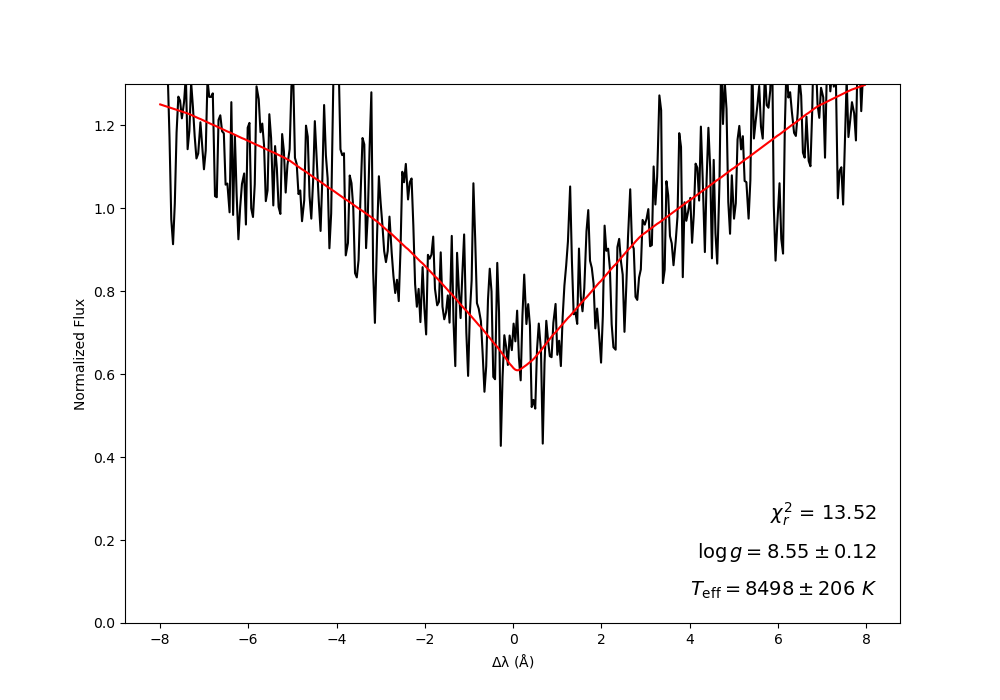 1.2
1.0
0.8
0.6
0.4
0.2
0.0
Normalized Flux
χ²ᵣ = 13.52
log g = 8.55 ± 0.12
T_eff = 8498 ± 206 K
−8 −6 −4 −2 0 2 4 6 8
Δλ (Å)